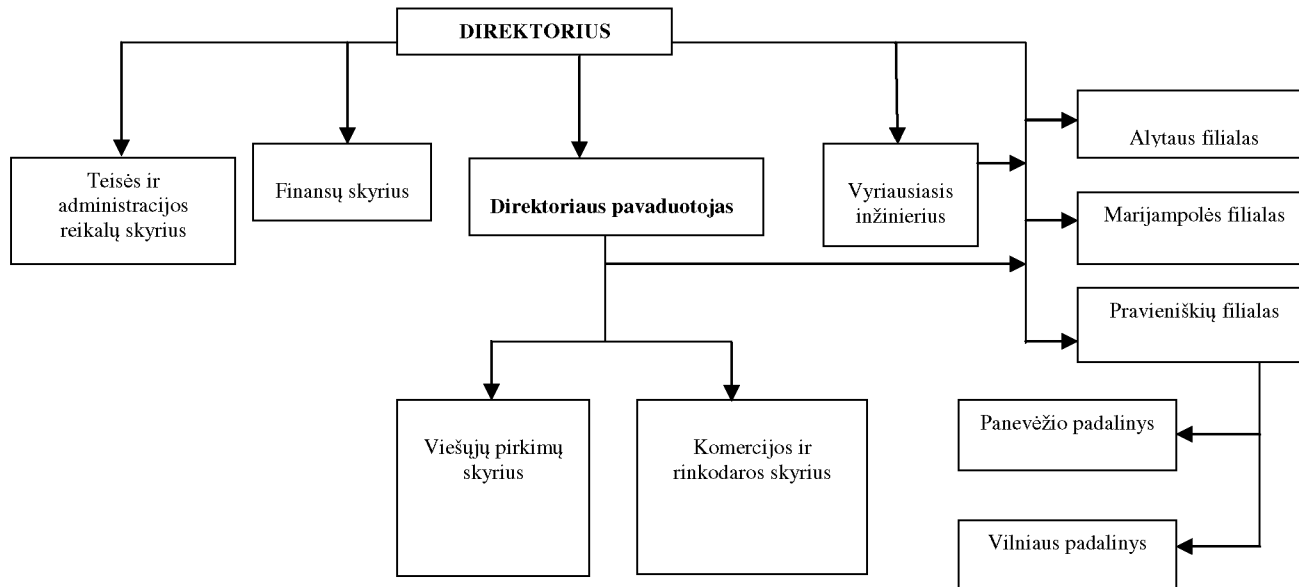 DIREKTORIUS
Teisės ir
administracijos
reikalų skyrius
Finansų skyrius
Direktoriaus pavaduotojas
Vyriausiasis
inžinierius
Alytaus filialas
Marijampolės filialas
Pravieniškių filialas
Viešųjų pirkimų
skyrius
Komercijos ir
rinkodaros skyrius
Panevėžio padalinys
Vilniaus padalinys